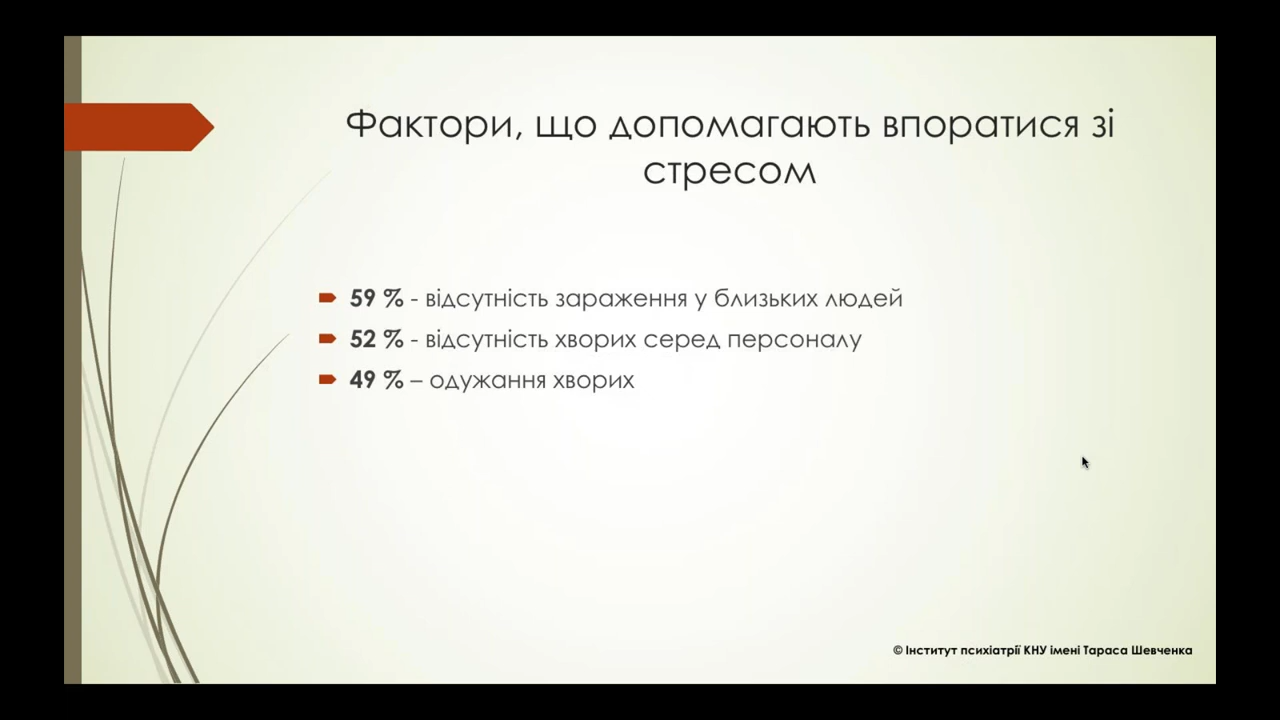 Фактори, що допомагають впоратися зі
стресом
59 % - відсутність зараження у близьких людей
52 % - відсутність хворих серед персоналу
49 % – одужання хворих
© Інститут психіатрії КНУ імені Тараса Шевченка